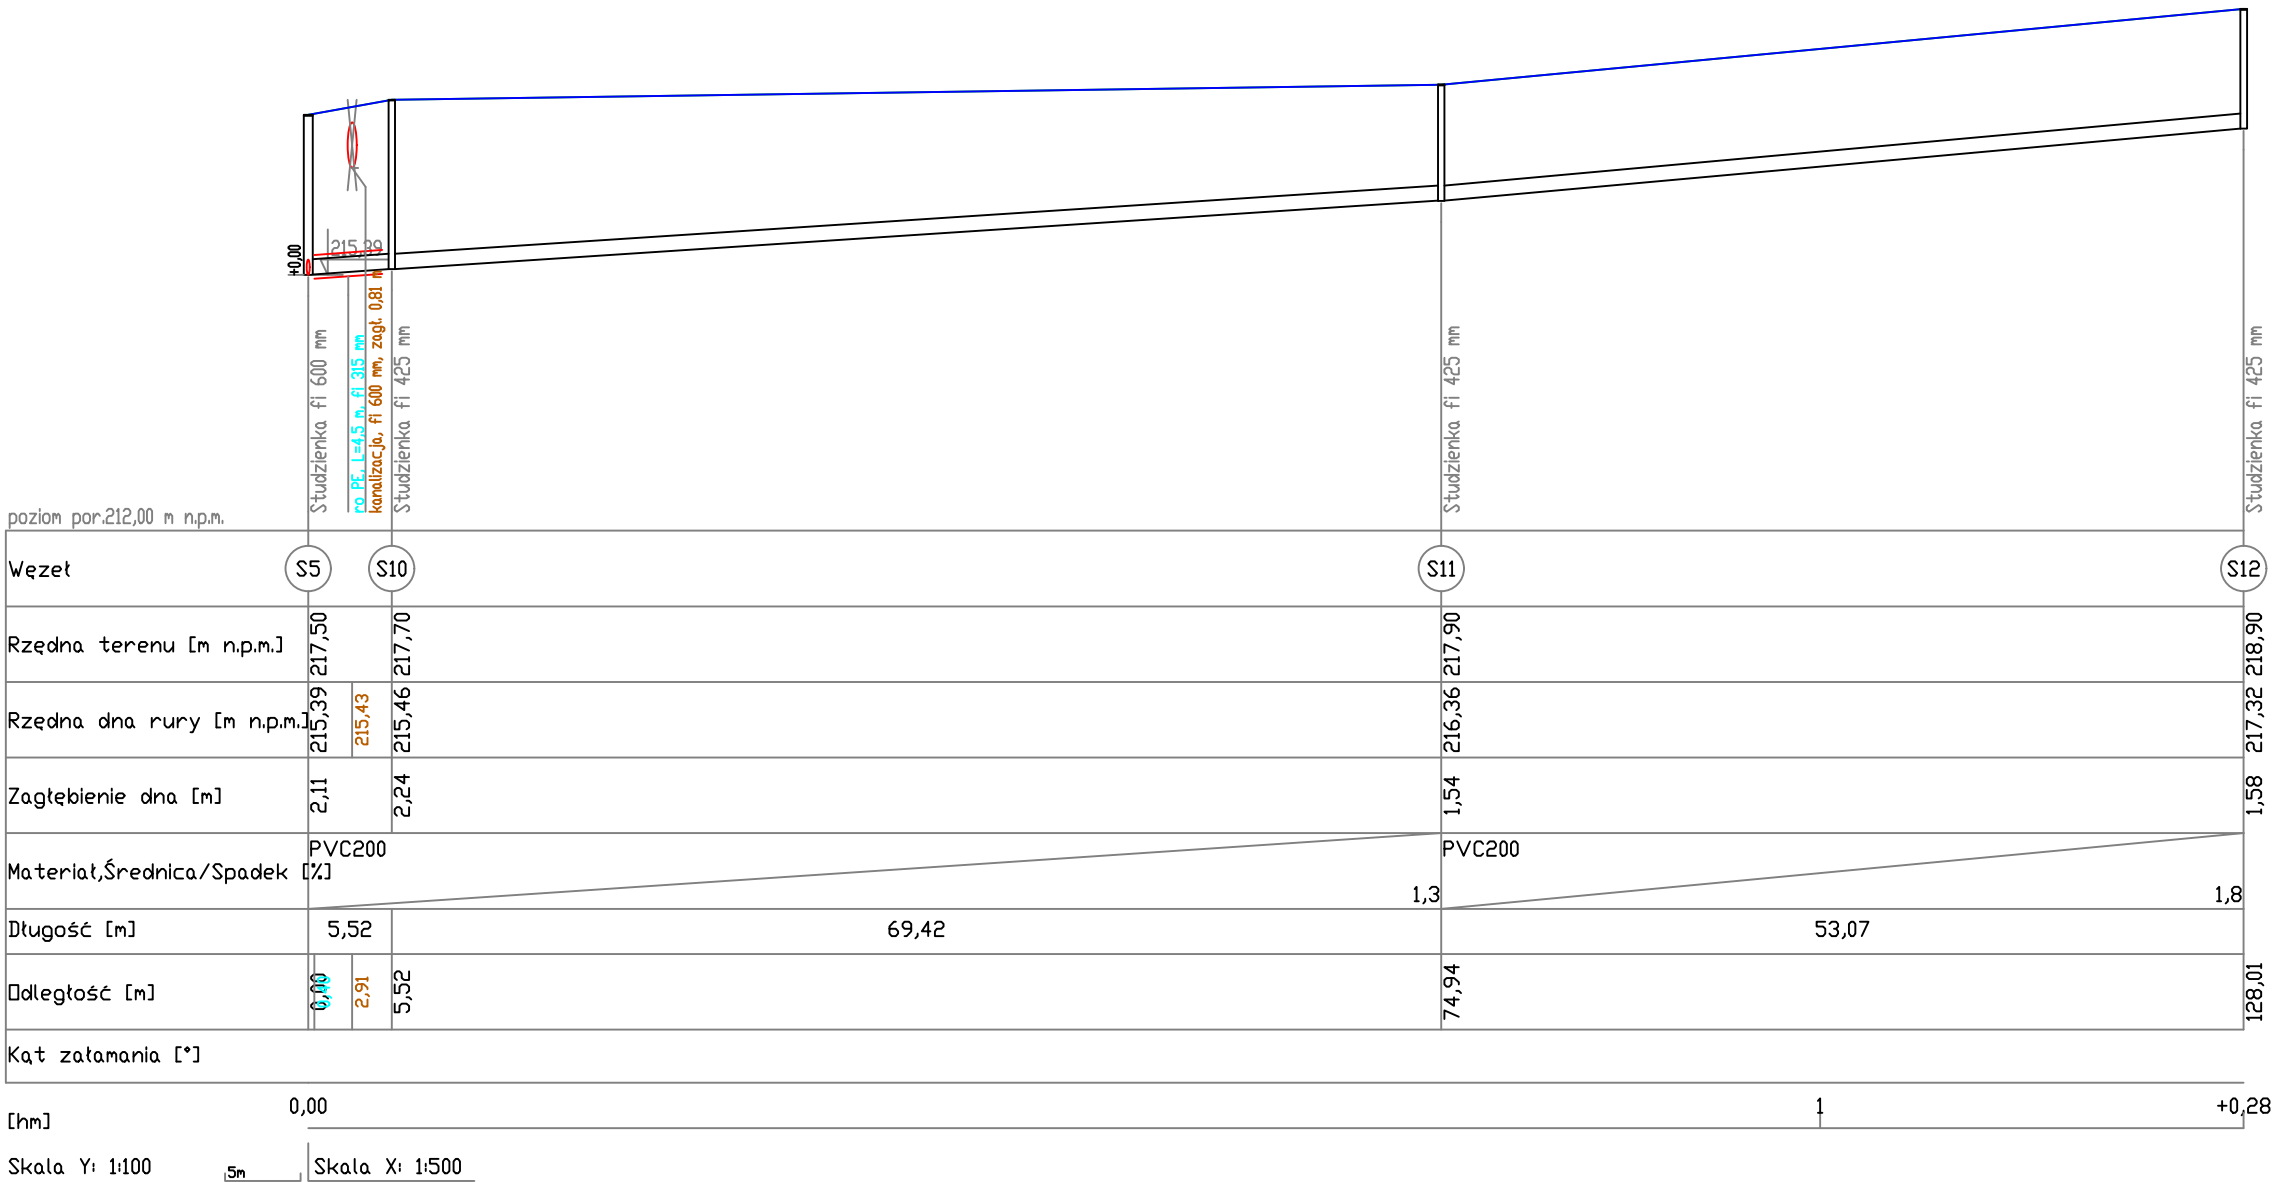 +0,00
215,39
Studzienka fi 600 mm
ro PE, L=4,5 m, fi 315 mm
kanalizacja, fi 600 mm, zagł. 0,81 m
Studzienka fi 425 mm
Studzienka fi 425 mm
Studzienka fi 425 mm
poziom por.212,00 m n.p.m.
Węzeł S5 S10 S11 S12
Rzędna terenu [m n.p.m.] 217,50 217,70 217,90 218,90
Rzędna dna rury [m n.p.m.] 215,39 215,43 215,46 216,36 217,32
Zagłębienie dna [m] 2,11 2,24 1,54 1,58
PVC200 PVC200
Materiał,Średnica/Spadek [%]
1,3 1,8
Długość [m] 5,52 69,42 53,07
Odległość [m] 0,00 2,91 5,52 74,94 128,01
Kąt załamania [°]
0,00 1 +0,28
[hm]
Skala Y: 1:100 5m Skala X: 1:500